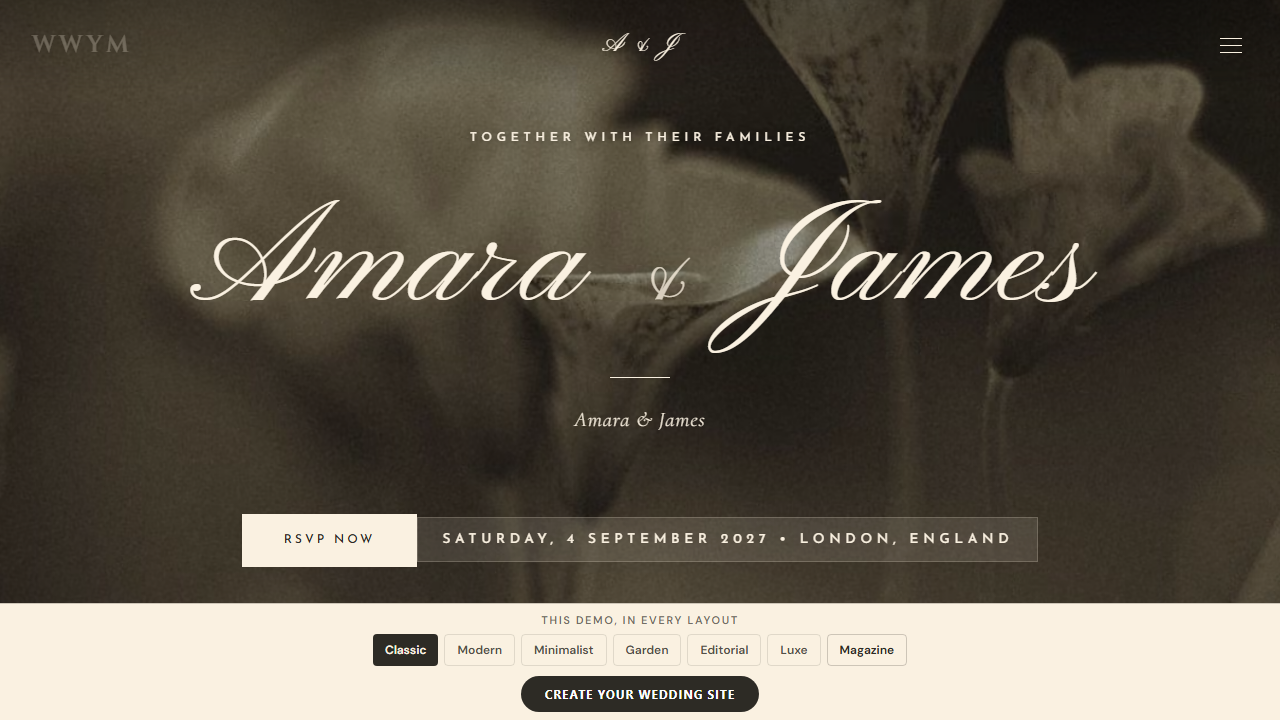 WWYM
A & J
TOGETHER WITH THEIR FAMILIES
Amara & James
Amara & James
RSVP NOW
SATURDAY, 4 SEPTEMBER 2027 • LONDON, ENGLAND
THIS DEMO, IN EVERY LAYOUT
Classic Modern Minimalist Garden Editorial Luxe Magazine
CREATE YOUR WEDDING SITE